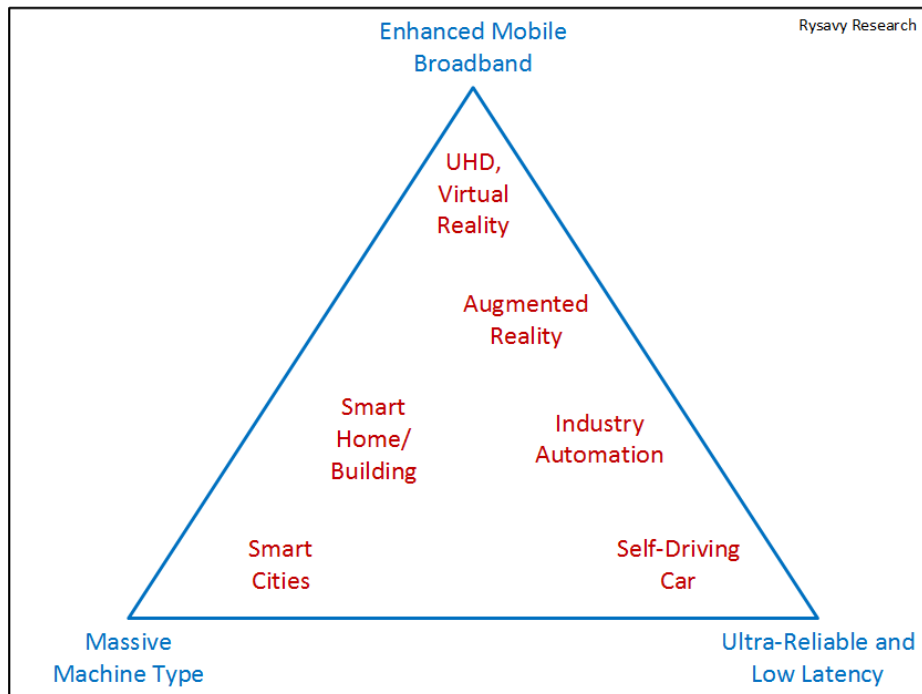 Rysavy Research
Enhanced Mobile
Broadband
UHD,
Virtual
Reality
Augmented
Reality
Smart
Home/
Building
Industry
Automation
Smart
Cities
Self-Driving
Car
Massive
Machine Type
Ultra-Reliable and
Low Latency